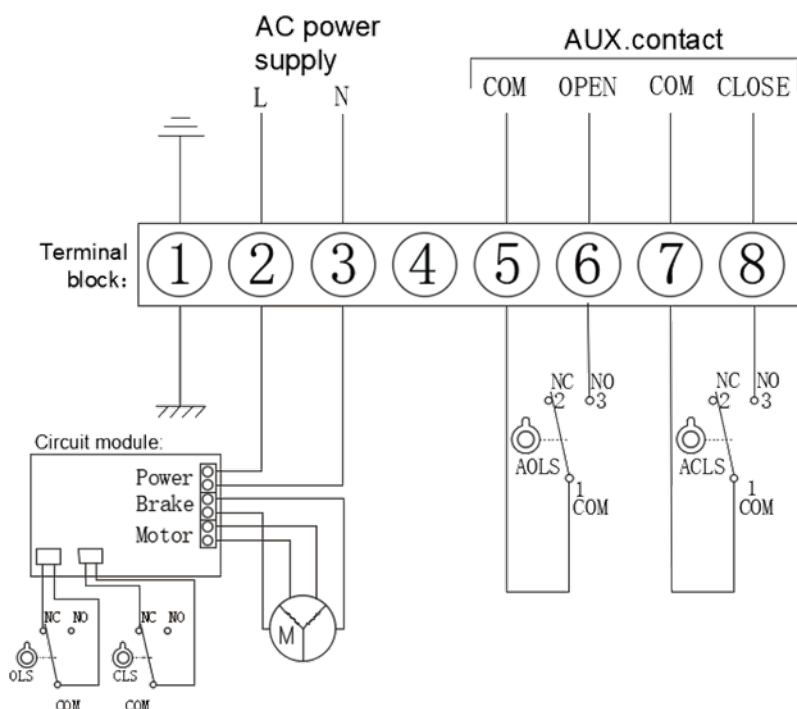 AC power
supply
AUX.contact
L N COM OPEN COM CLOSE
Terminal
block:
1 2 3 4 5 6 7 8
NC NO NC NO
2 3 2 3
AOLS ACLS
1 1
COM COM
Circuit module:
Power
Brake
Motor
M
NC NO NC NO
OLS CLS
COM COM